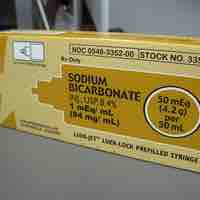 NDC 0548-3352-00 STOCK NO. 335
Rx Only
SODIUM
BICARBONATE
INJ., USP 8.4%
1 mEq/ mL
(84 mg/ mL)
50 mEq
(4.2 g)
per
50 mL
LUER-JET™ LUER-LOCK PREFILLED SYRINGE